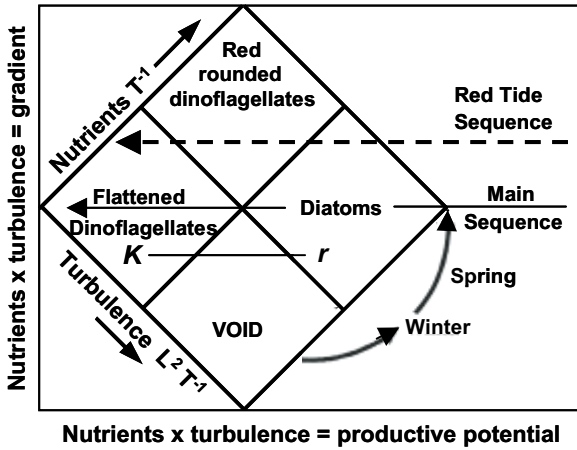 Nutrients x turbulence = gradient
Nutrients T⁻¹
Red
rounded
dinoflagellates
Red Tide
Sequence
Flattened
Dinoflagellates
Diatoms
Main
Sequence
K
r
Spring
Turbulence L² T⁻¹
VOID
Winter
Nutrients x turbulence = productive potential